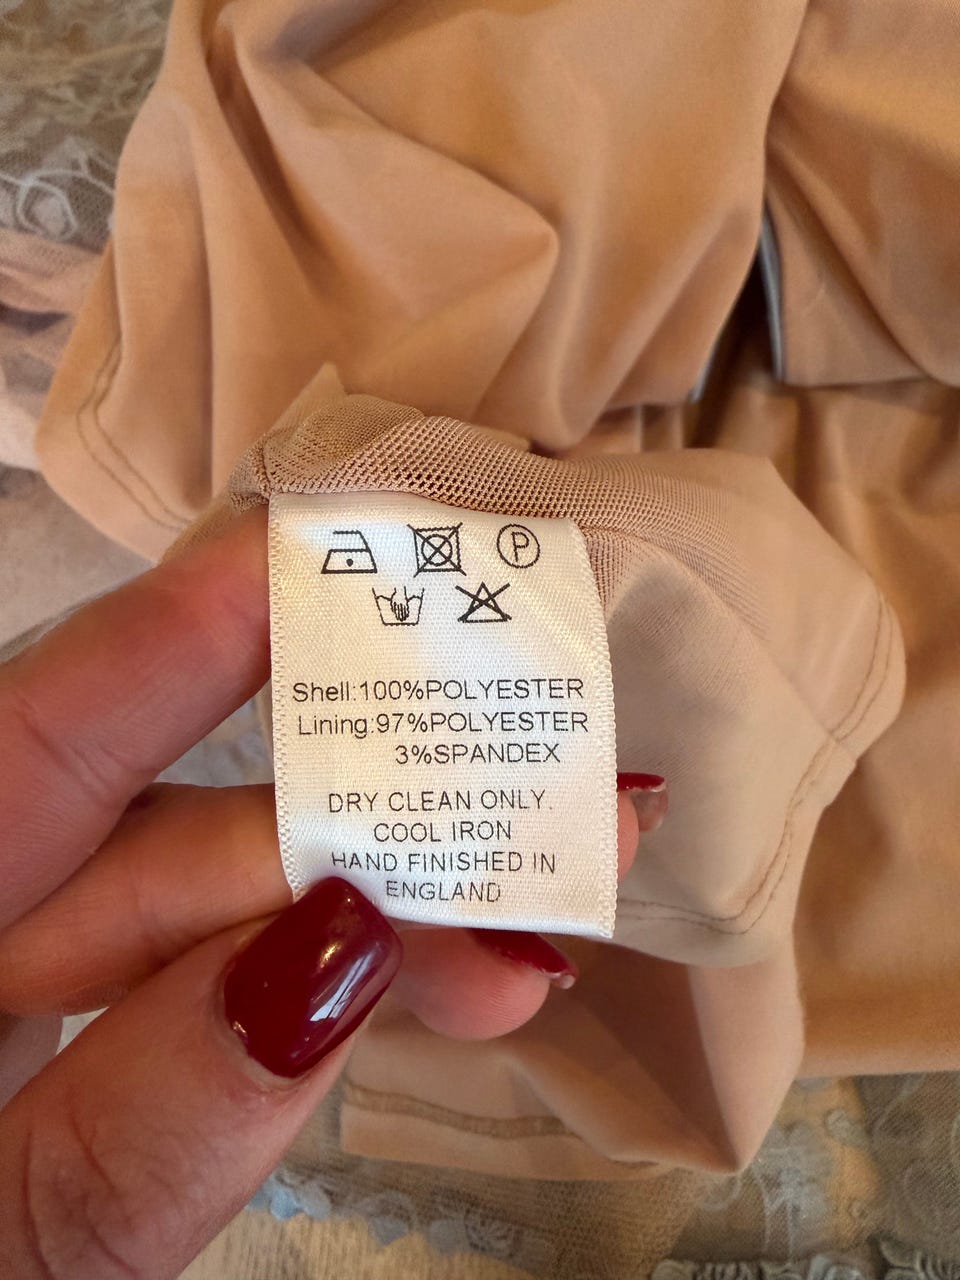 P
Shell:100%POLYESTER
Lining:97%POLYESTER
3%SPANDEX
DRY CLEAN ONLY.
COOL IRON
HAND FINISHED IN
ENGLAND